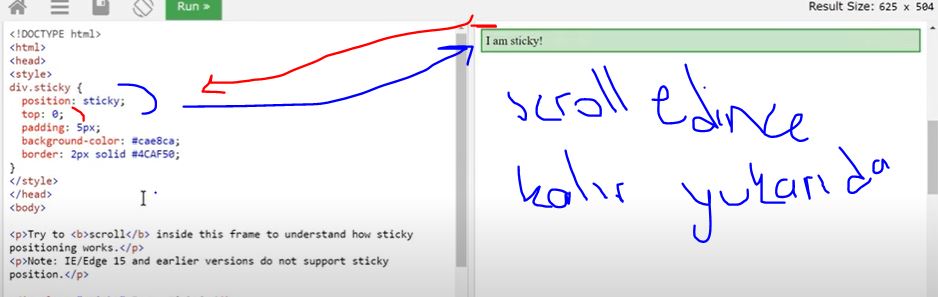 Run »
Result Size: 625 x 504
<!DOCTYPE html>
<html>
<head>
<style>
div.sticky {
  position: sticky;
  top: 0;
  padding: 5px;
  background-color: #cae8ca;
  border: 2px solid #4CAF50;
}
</style>
</head>
<body>
<p>Try to <b>scroll</b> inside this frame to understand how sticky
positioning works.</p>
<p>Note: IE/Edge 15 and earlier versions do not support sticky
position.</p>
I am sticky!
scroll edince
kalır yukarıda